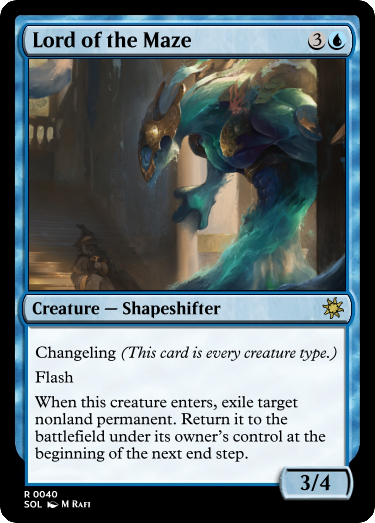 Lord of the Maze
3
Creature — Shapeshifter
Changeling (This card is every creature type.)
Flash
When this creature enters, exile target
nonland permanent. Return it to the
battlefield under its owner's control at the
beginning of the next end step.
3/4
R 0040
SOL M Rafi